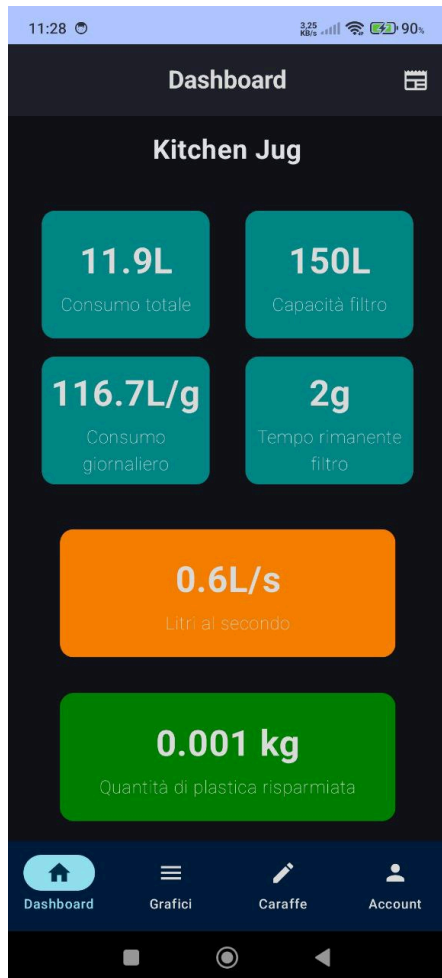 11:28 3,25 KB/s 90%
Dashboard
Kitchen Jug
11.9L
Consumo totale
150L
Capacità filtro
116.7L/g
Consumo
giornaliero
2g
Tempo rimanente
filtro
0.6L/s
Litri al secondo
0.001 kg
Quantità di plastica risparmiata
Dashboard Grafici Caraffe Account